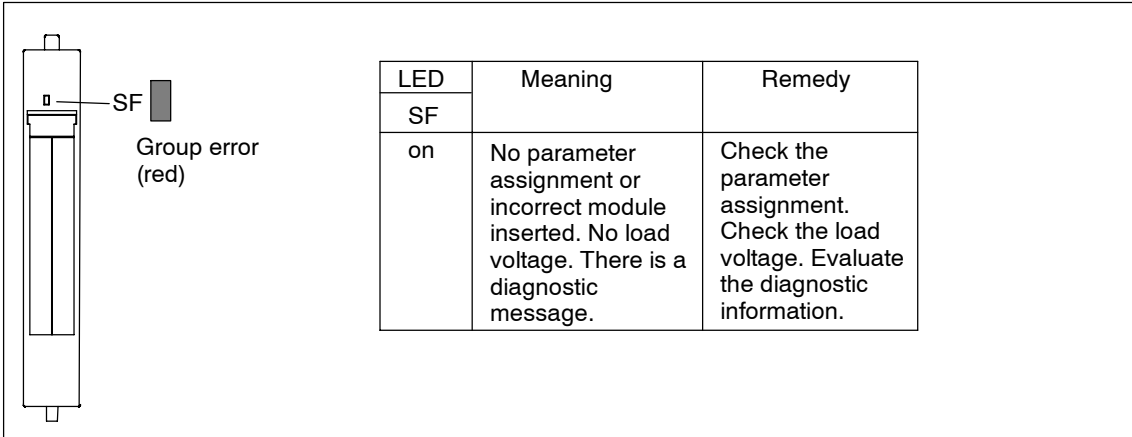 SF
Group error
(red)
LED Meaning Remedy
SF
on No parameter Check the
assignment or parameter
incorrect module assignment.
inserted. No load Check the load
voltage. There is a voltage. Evaluate
diagnostic the diagnostic
message. information.